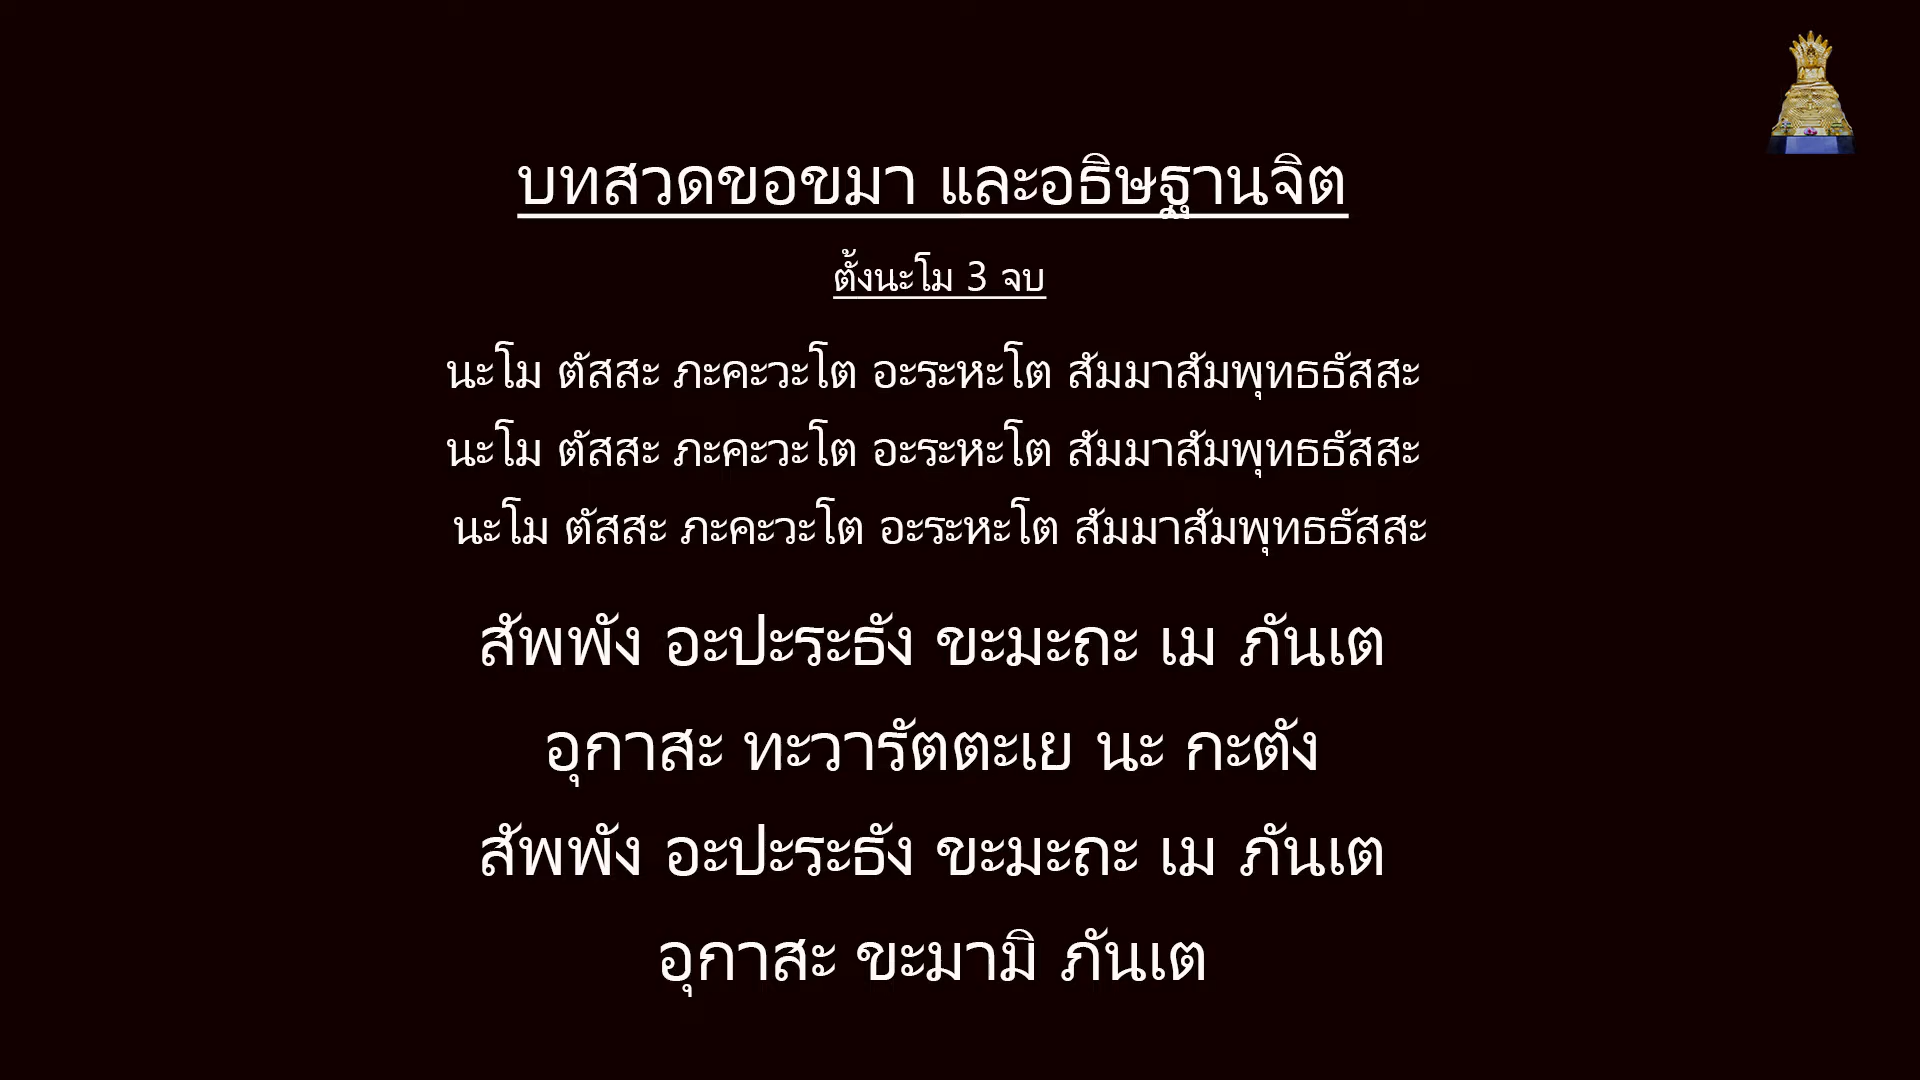 บทสวดขอขมา และอธิษฐานจิต
ตั้งนะโม 3 จบ
นะโม ตัสสะ ภะคะวะโต อะระหะโต สัมมาสัมพุทธธัสสะ
นะโม ตัสสะ ภะคะวะโต อะระหะโต สัมมาสัมพุทธธัสสะ
นะโม ตัสสะ ภะคะวะโต อะระหะโต สัมมาสัมพุทธธัสสะ
สัพพัง อะปะระธัง ขะมะถะ เม ภันเต
อุกาสะ ทะวารัตตะเย นะ กะตัง
สัพพัง อะปะระธัง ขะมะถะ เม ภันเต
อุกาสะ ขะมามิ ภันเต